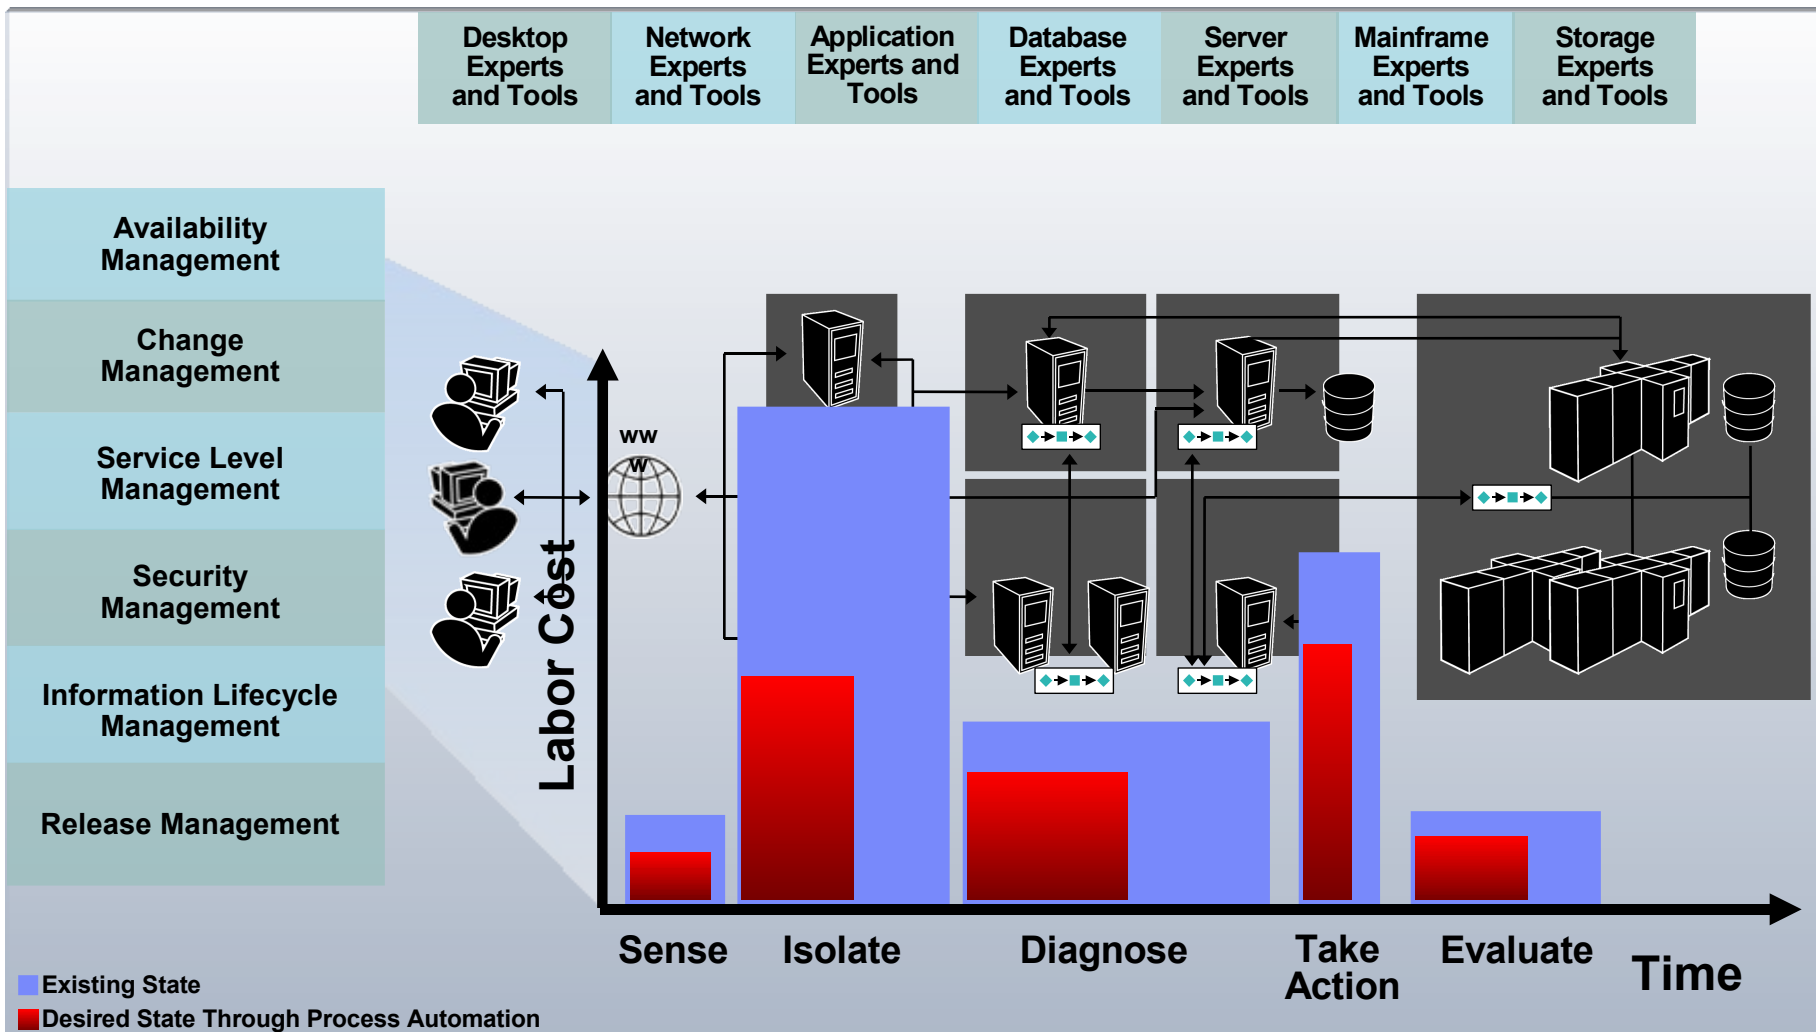 Desktop
Experts
and Tools
Network
Experts
and Tools
Application
Experts and
Tools
Database
Experts
and Tools
Server
Experts
and Tools
Mainframe
Experts
and Tools
Storage
Experts
and Tools
Availability
Management
Change
Management
Service Level
Management
Security
Management
Information Lifecycle
Management
Release Management
ww
w
Labor Cost
Sense
Isolate
Diagnose
Take
Action
Evaluate
Time
Existing State
Desired State Through Process Automation